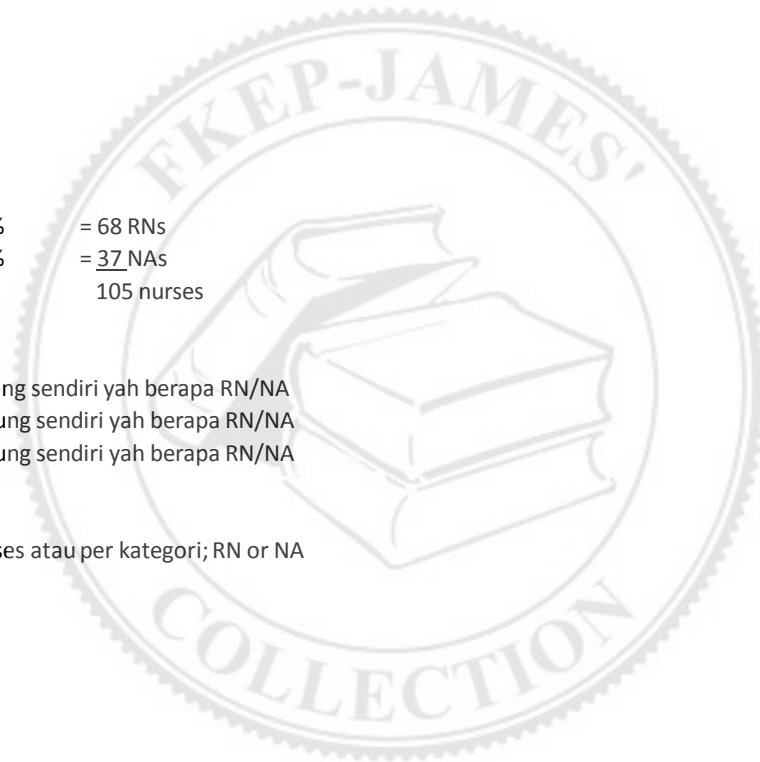 FKEP-JAMES'
% = 68 RNs
% = 37 NAs
105 nurses
ng sendiri yah berapa RN/NA
ung sendiri yah berapa RN/NA
ung sendiri yah berapa RN/NA
ses atau per kategori; RN or NA
COLLECTION